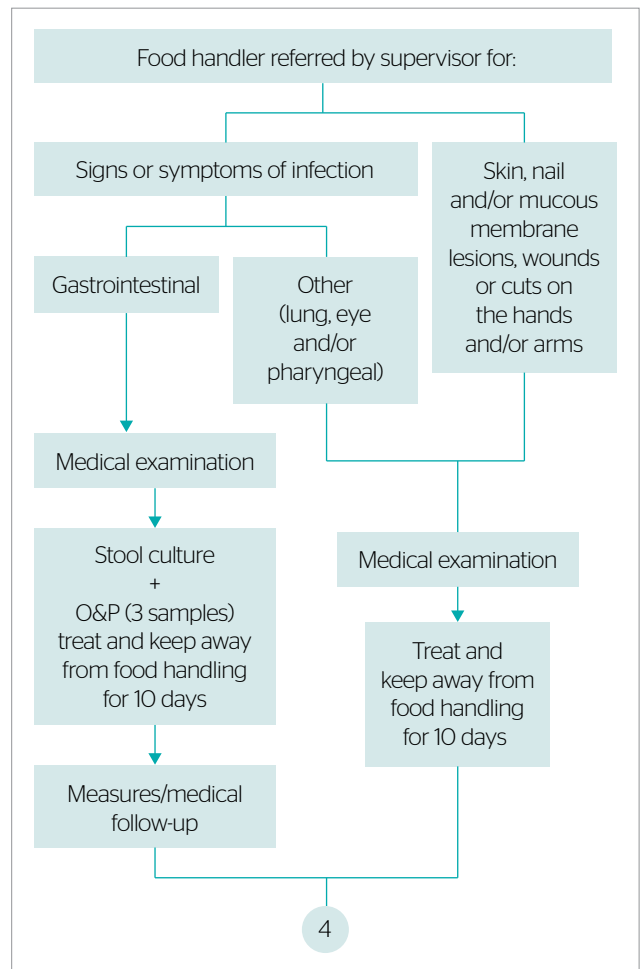 Food handler referred by supervisor for:
Signs or symptoms of infection
Skin, nail
and/or mucous
membrane
lesions, wounds
or cuts on
the hands
and/or arms
Gastrointestinal
Other
(lung, eye
and/or
pharyngeal)
Medical examination
Stool culture
+
O&P (3 samples)
treat and keep away
from food handling
for 10 days
Medical examination
Treat and
keep away from
food handling
for 10 days
Measures/medical
follow-up
4